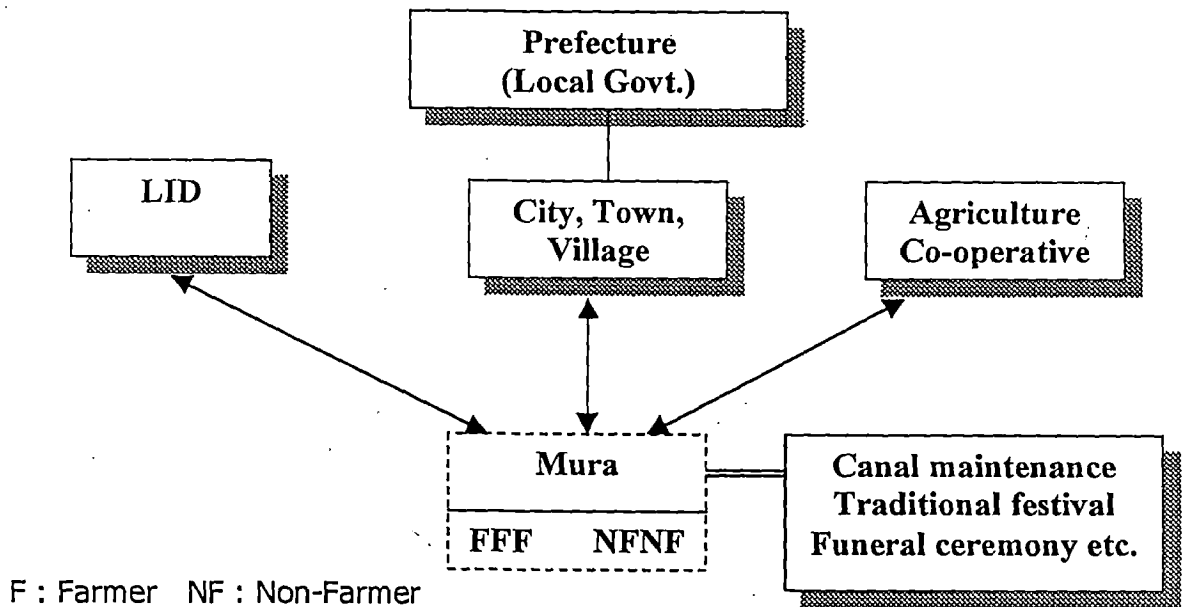 Prefecture
(Local Govt.)
LID
City, Town,
Village
Agriculture
Co-operative
Mura
FFF NFNF
Canal maintenance
Traditional festival
Funeral ceremony etc.
F : Farmer NF : Non-Farmer